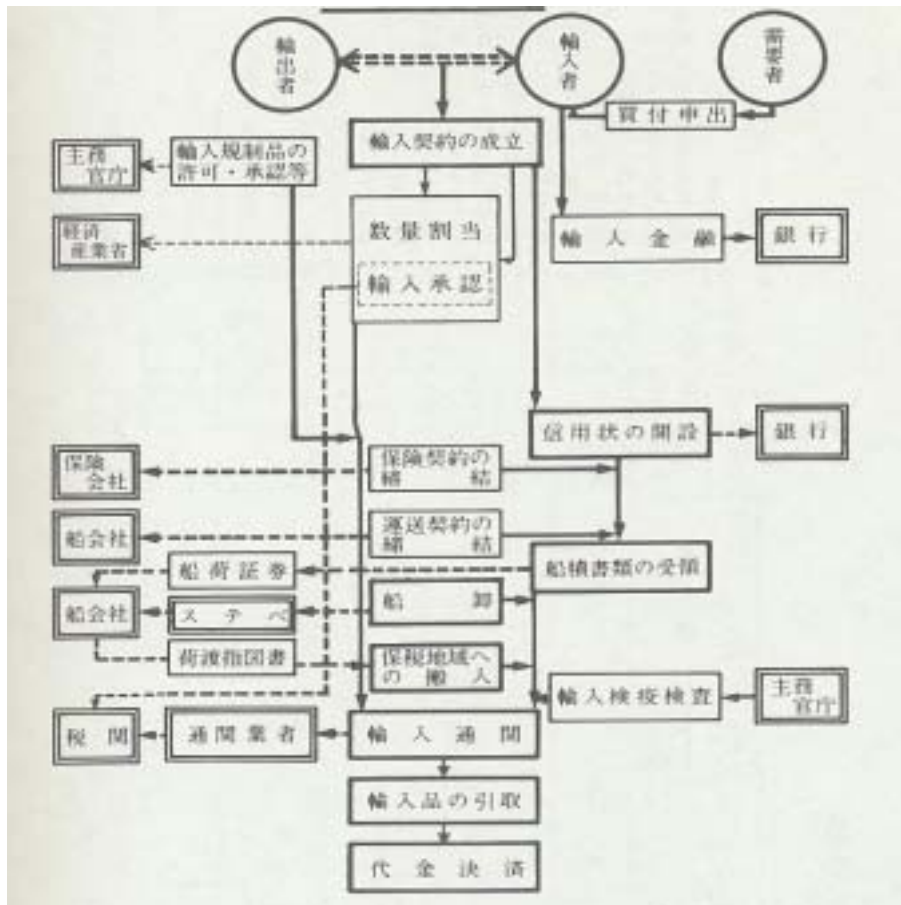 輸出者
輸入者
需要者
買付申出
輸入契約の成立
主務
官庁
輸入規制品の
許可・承認等
経済
産業省
数量割当
輸入承認
輸入金融
銀行
信用状の開設
銀行
保険
会社
保険契約の
締結
船会社
運送契約の
締結
船荷証券
船積書類の受領
船会社
ステベ
船卸
荷渡指図書
保税地域へ
の搬入
輸入検疫検査
主務
官庁
税関
通関業者
輸入通関
輸入品の引取
代金決済